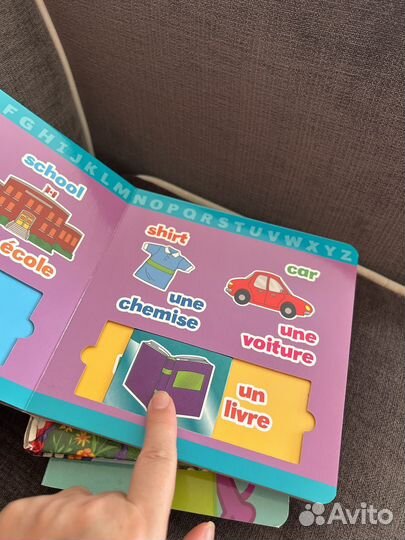 FGHIJKLMNOPQRSTUVWXYZ
school
école
shirt
une
chemise
car
une
voiture
un
livre
Avito